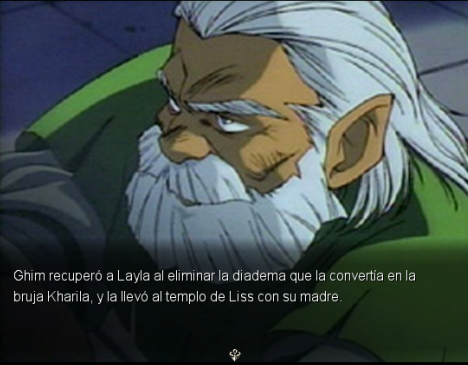 Ghim recuperó a Layla al eliminar la diadema que la convertía en la
bruja Kharila, y la llevó al templo de Liss con su madre.